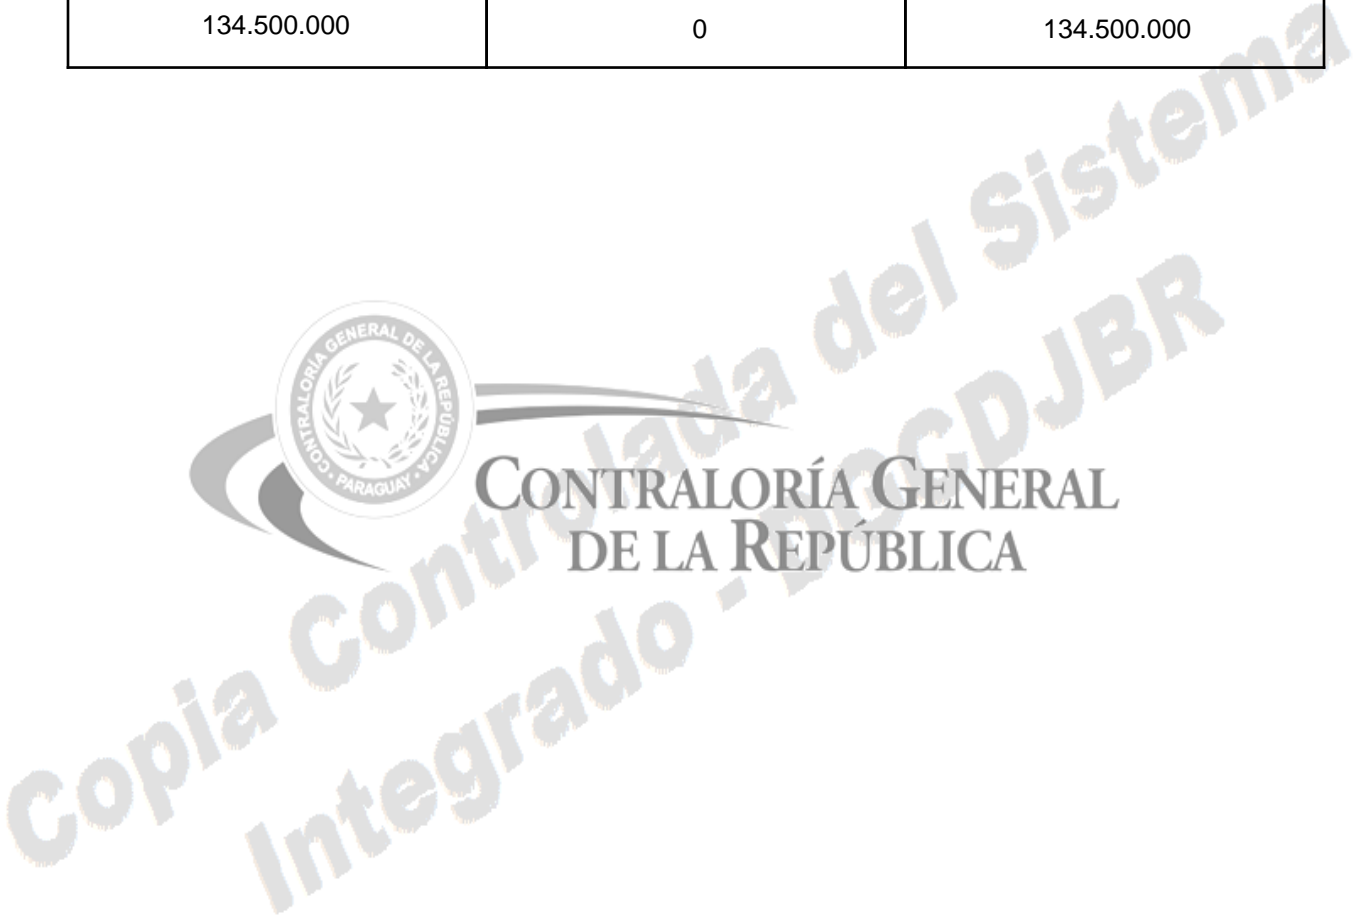 134.500.000 0 134.500.000
CONTRALORÍA GENERAL DE LA REPÚBLICA
· PARAGUAY ·
CONTRALORÍA GENERAL
DE LA REPÚBLICA
Copia Controlada del Sistema
Integrado - DGCDJBR